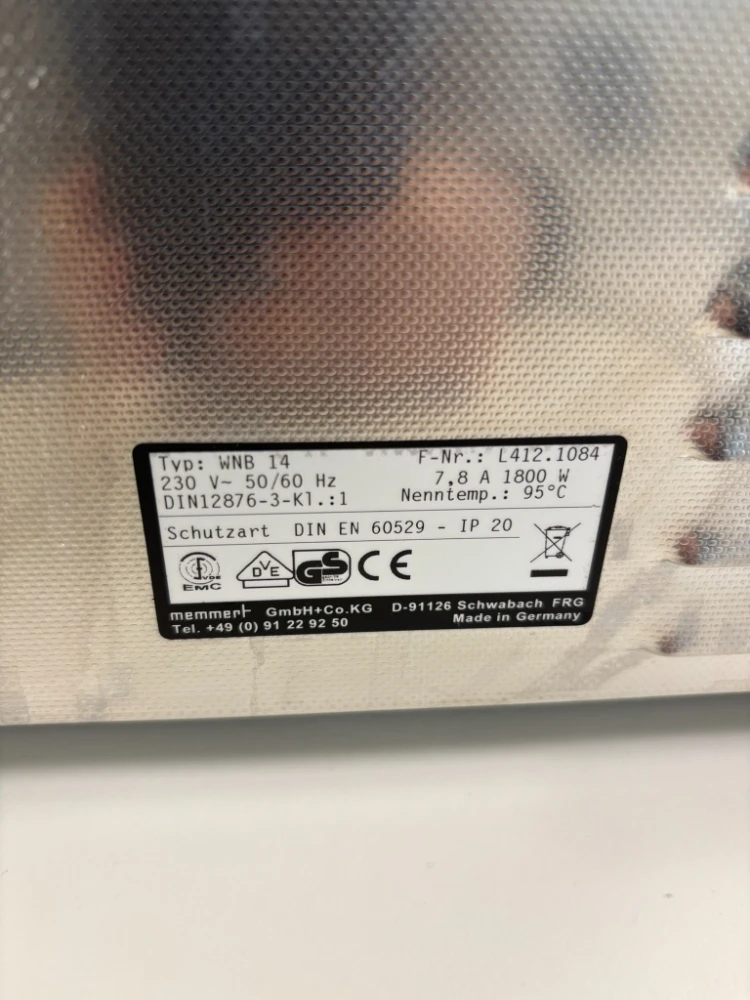 Typ: WNB 14 F-Nr.: L412.1084
230 V~ 50/60 Hz 7,8 A 1800 W
DIN12876-3-Kl.:1 Nenntemp.: 95°C
Schutzart DIN EN 60529 - IP 20
VDE EMC DVE GS CE
memmert GmbH+Co.KG D-91126 Schwabach FRG
Tel. +49 (0) 91 22 92 50 Made in Germany